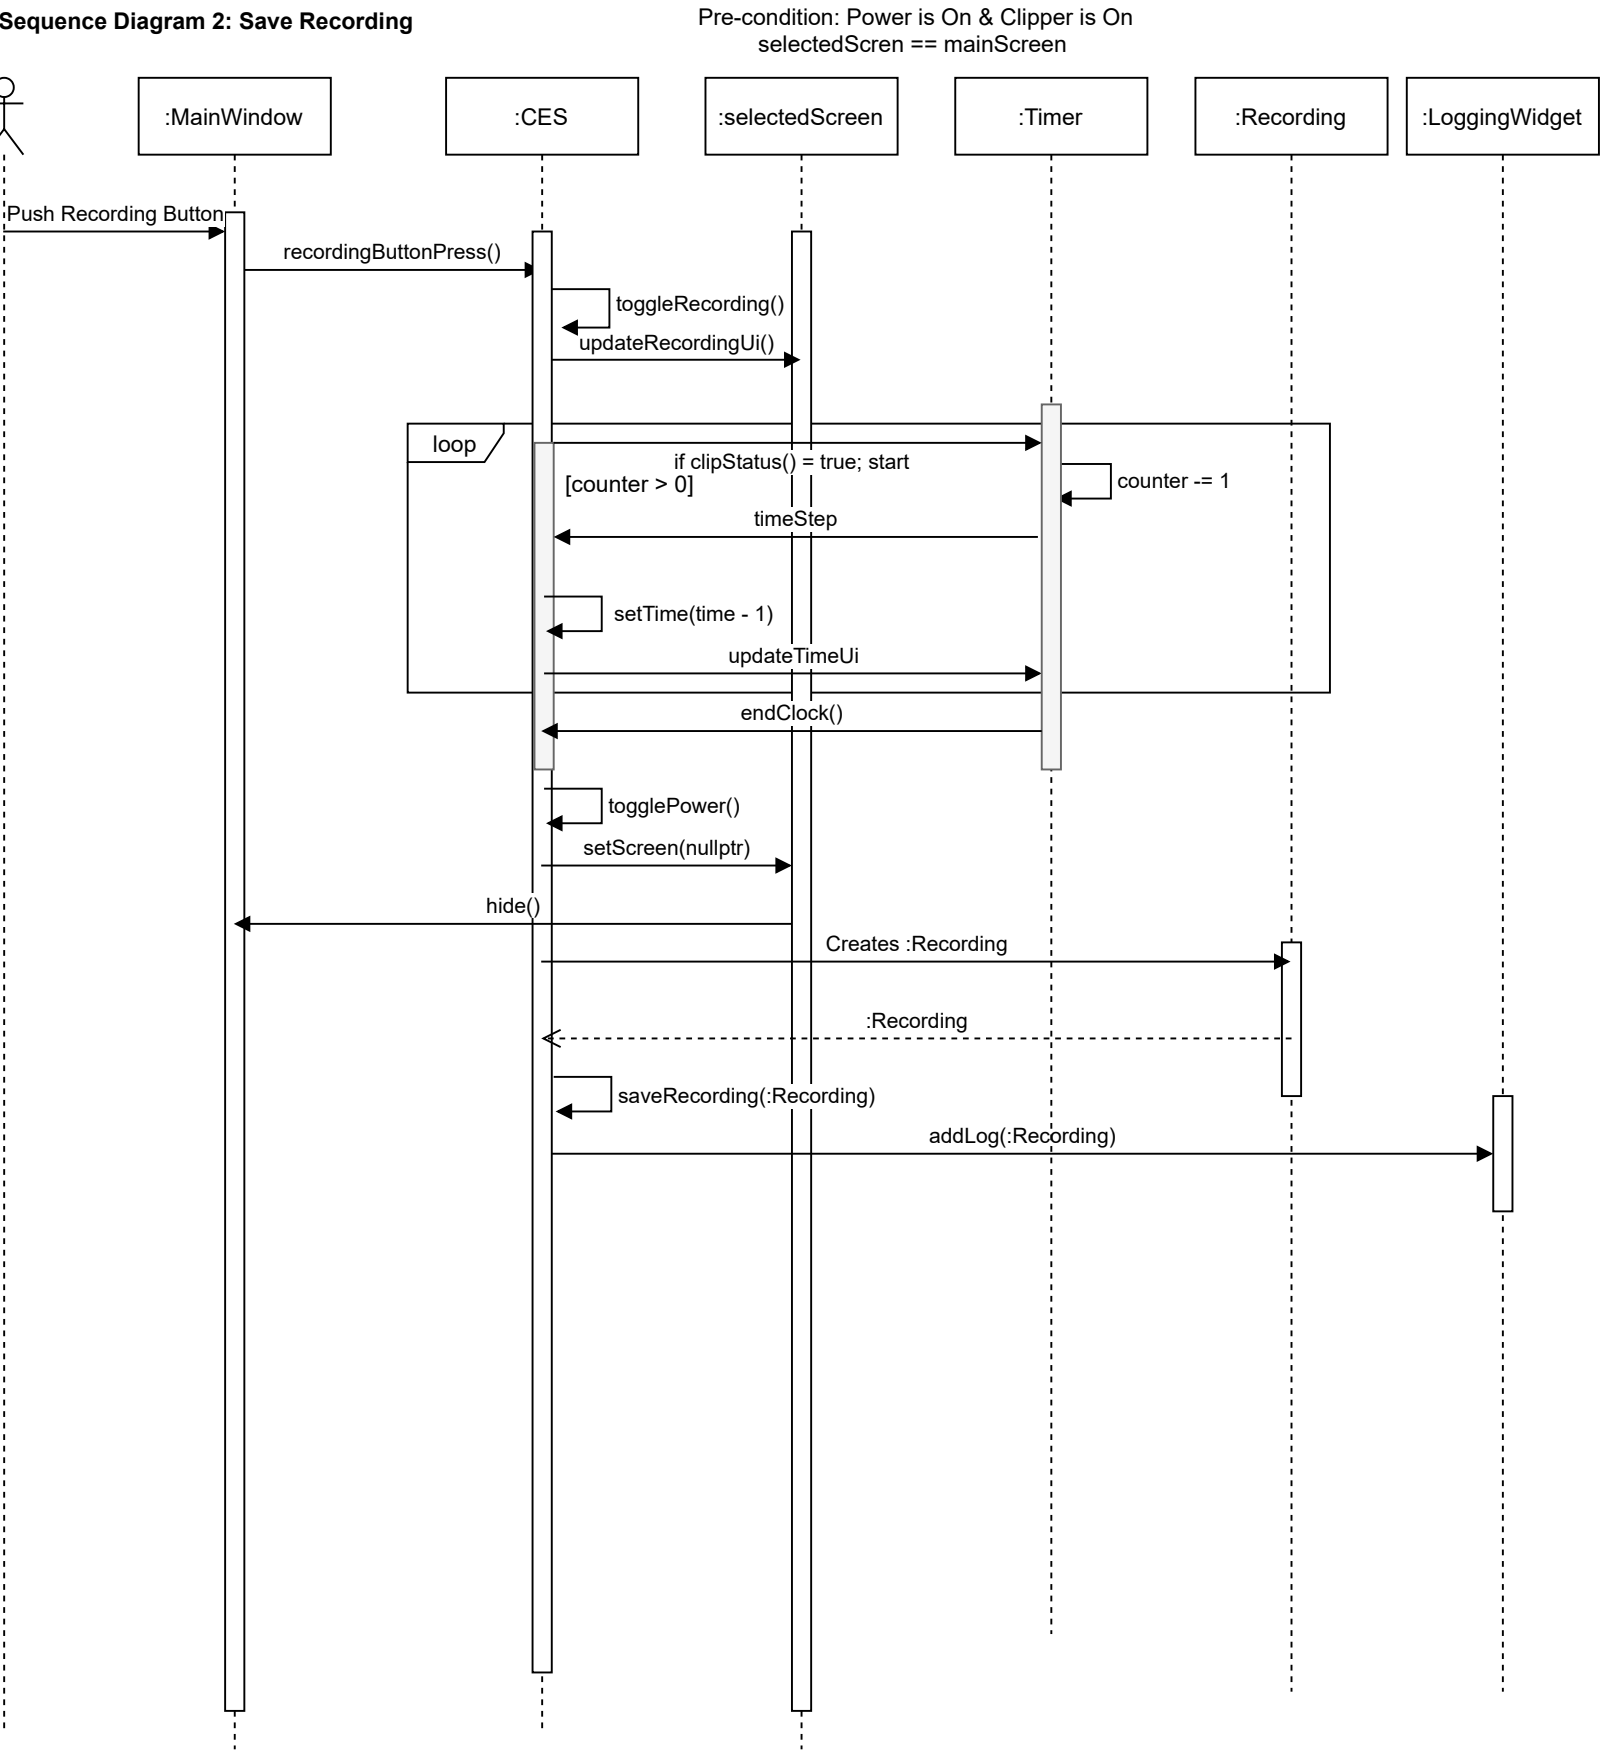 Sequence Diagram 2: Save Recording
Pre-condition: Power is On & Clipper is On
selectedScren == mainScreen
:MainWindow
:CES
:selectedScreen
:Timer
:Recording
:LoggingWidget
Push Recording Button
recordingButtonPress()
toggleRecording()
updateRecordingUi()
loop
if clipStatus() = true; start
[counter > 0]
counter -= 1
timeStep
setTime(time - 1)
updateTimeUi
endClock()
togglePower()
setScreen(nullptr)
hide()
Creates :Recording
:Recording
saveRecording(:Recording)
addLog(:Recording)